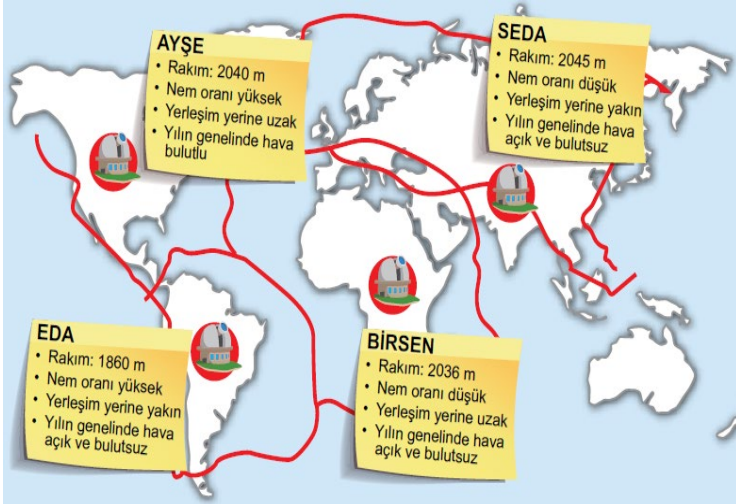 AYŞE
• Rakım: 2040 m
• Nem oranı yüksek
• Yerleşim yerine uzak
• Yılın genelinde hava
bulutlu
SEDA
• Rakım: 2045 m
• Nem oranı düşük
• Yerleşim yerine yakın
• Yılın genelinde hava
açık ve bulutsuz
EDA
• Rakım: 1860 m
• Nem oranı yüksek
• Yerleşim yerine yakın
• Yılın genelinde hava
açık ve bulutsuz
BİRSEN
• Rakım: 2036 m
• Nem oranı düşük
• Yerleşim yerine uzak
• Yılın genelinde hava
açık ve bulutsuz